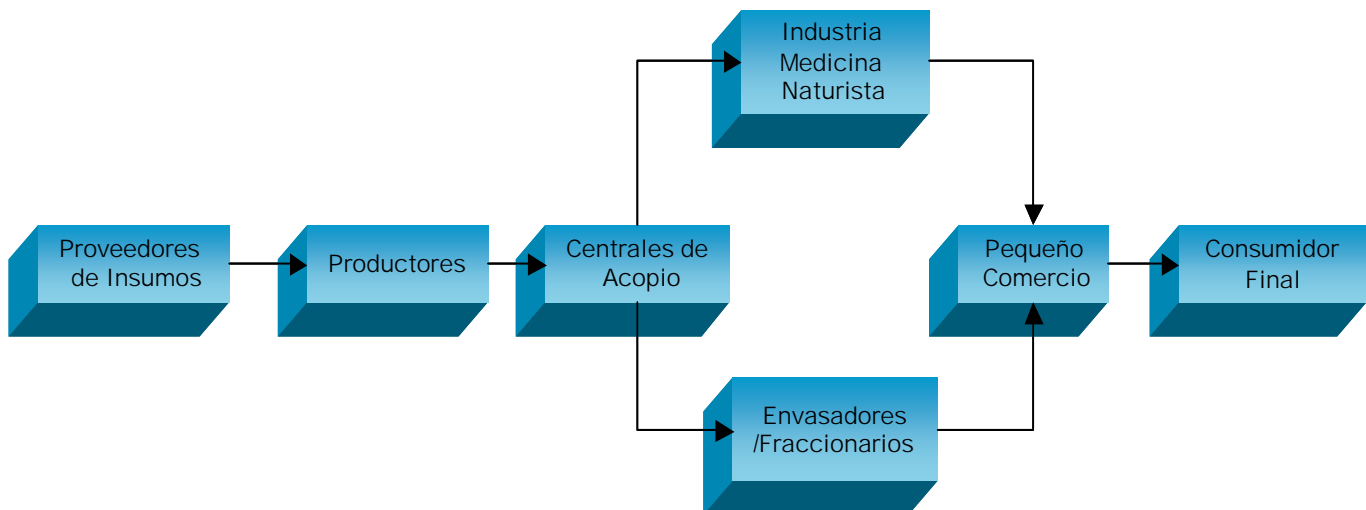 Industria
Medicina
Naturista
Proveedores
de Insumos
Productores
Centrales de
Acopio
Pequeño
Comercio
Consumidor
Final
Envasadores
/Fraccionarios